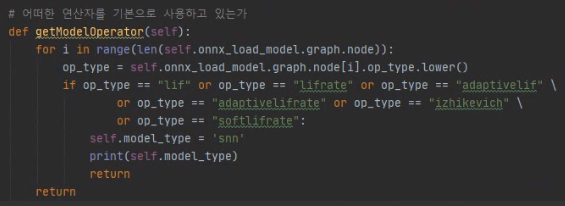 # 어떠한 연산자를 기본으로 사용하고 있는가
def getModelOperator(self):
    for i in range(len(self.onnx_load_model.graph.node)):
        op_type = self.onnx_load_model.graph.node[i].op_type.lower()
        if op_type == "lif" or op_type == "lifrate" or op_type == "adaptivelif" \
                or op_type == "adaptivelifrate" or op_type == "izhikevich" \
                or op_type == "softlifrate":
            self.model_type = 'snn'
            print(self.model_type)
            return
    return